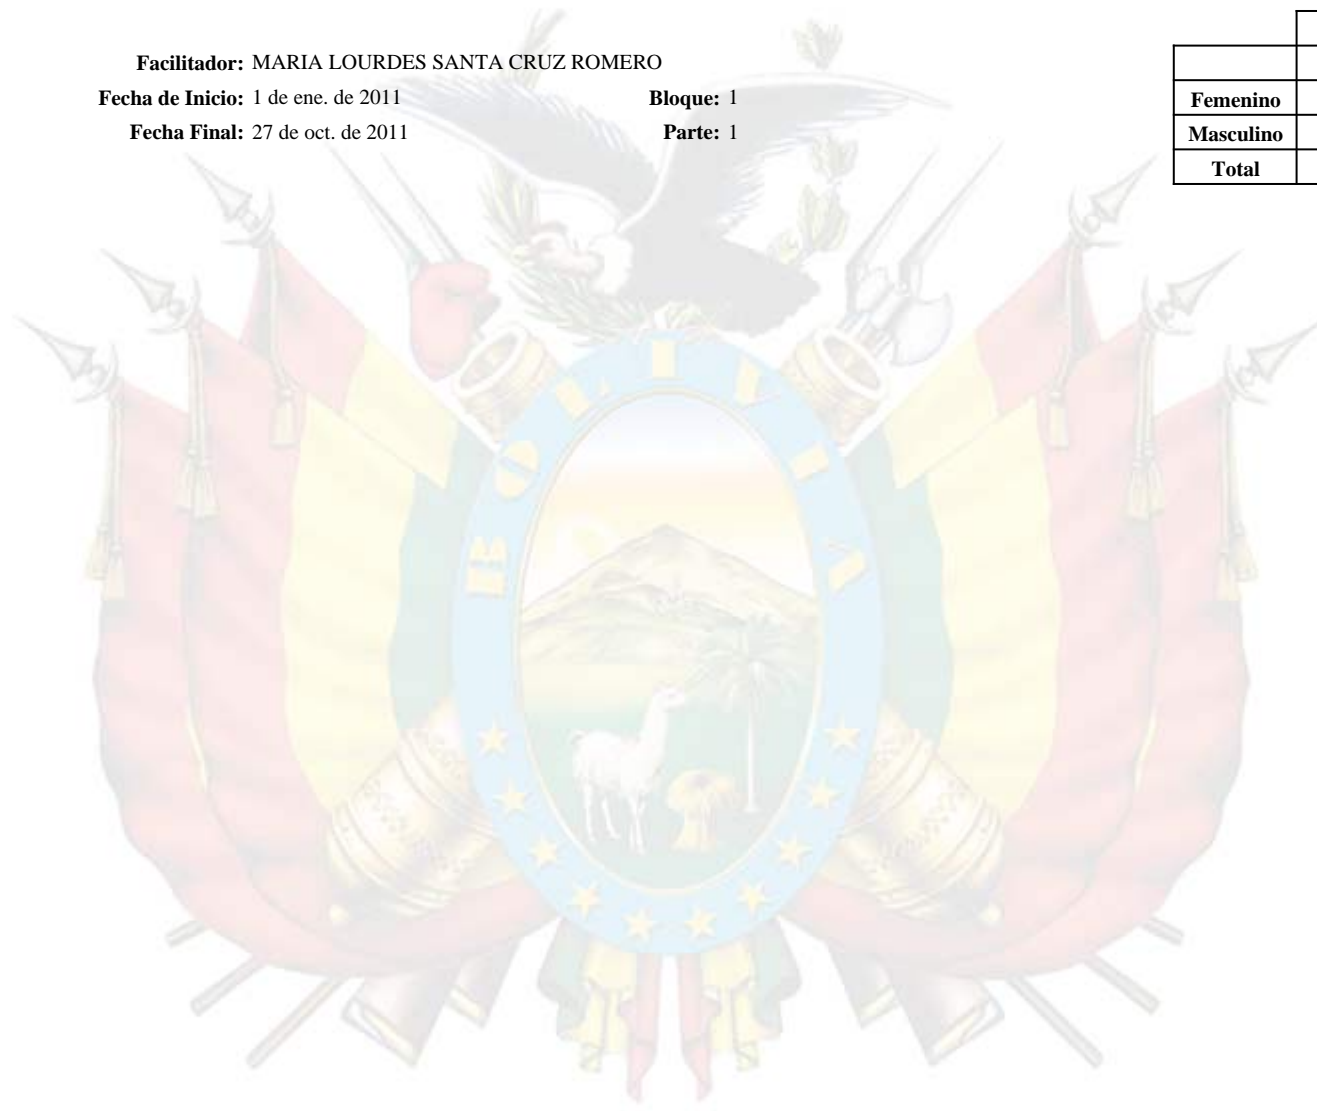 Facilitador: MARIA LOURDES SANTA CRUZ ROMERO
Fecha de Inicio: 1 de ene. de 2011 Bloque: 1
Fecha Final: 27 de oct. de 2011 Parte: 1
Femenino
Masculino
Total
BOLIVIA